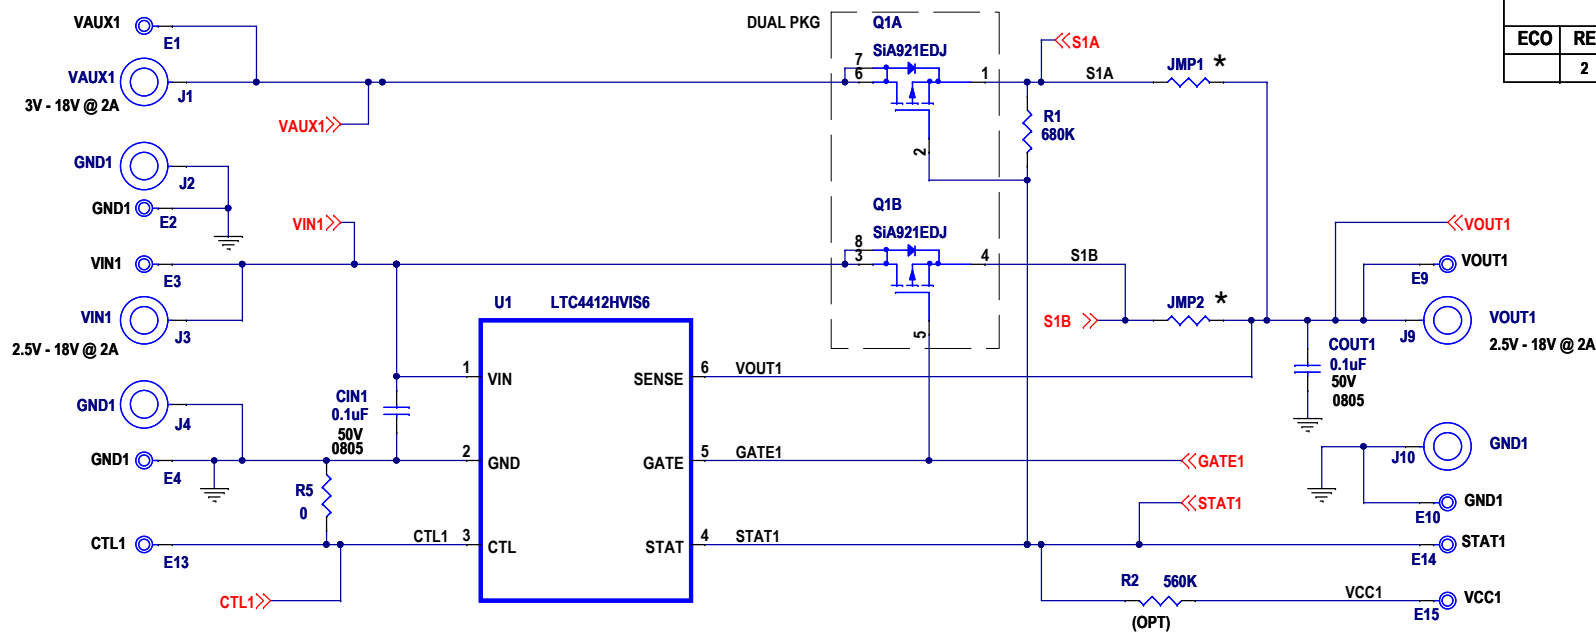 VAUX1
E1
VAUX1
J1
3V - 18V @ 2A
VAUX1
GND1
J2
GND1
E2
VIN1
VIN1
E3
VIN1
J3
2.5V - 18V @ 2A
GND1
J4
GND1
E4
CIN1
0.1uF
50V
0805
R5
0
CTL1
E13
CTL1
CTL1
U1 LTC4412HVIS6
1 VIN
2 GND
3 CTL
SENSE 6 VOUT1
GATE 5 GATE1
STAT 4 STAT1
DUAL PKG
Q1A
SiA921EDJ
7
6
1
2
Q1B
SiA921EDJ
8
3
4
5
S1A
S1A
JMP1 *
R1
680K
S1B
S1B
JMP2 *
VOUT1
VOUT1
E9
J9
VOUT1
2.5V - 18V @ 2A
COUT1
0.1uF
50V
0805
J10
GND1
GND1
E10
GATE1
STAT1
STAT1
E14
R2 560K
(OPT)
VCC1
VCC1
E15
ECO RE
2